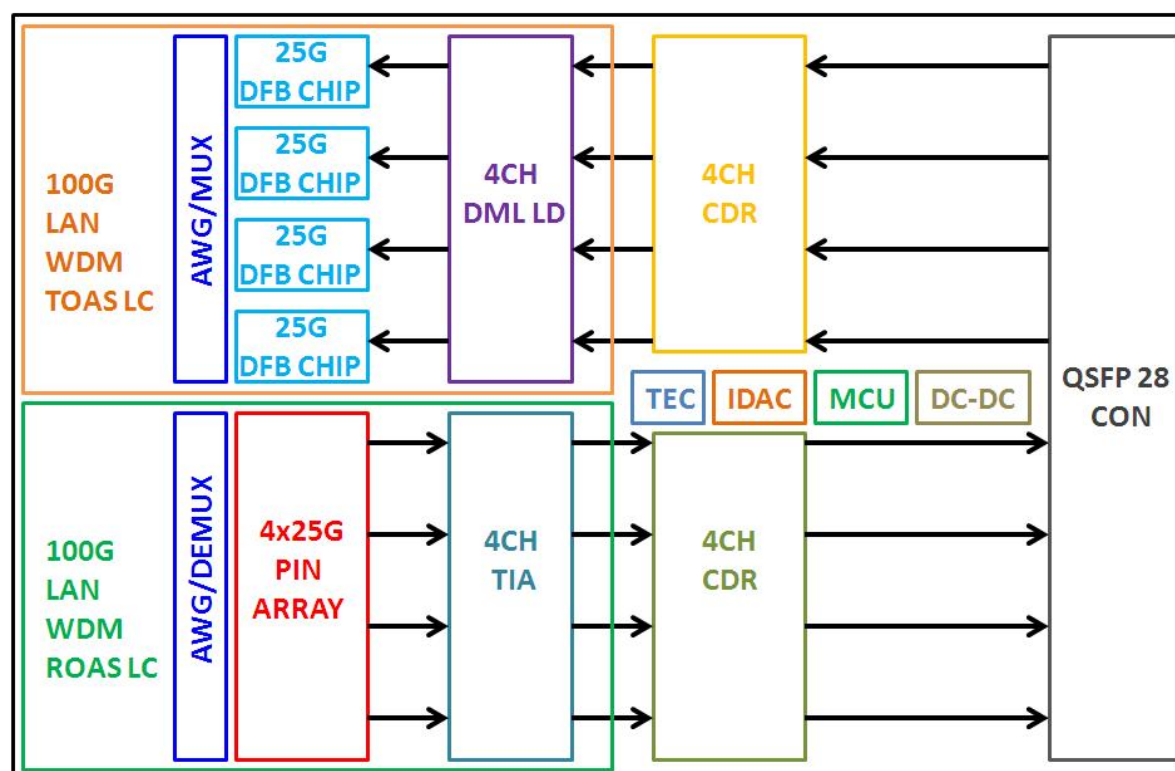 100G
LAN
WDM
TOAS LC
AWG/MUX
25G
DFB CHIP
25G
DFB CHIP
25G
DFB CHIP
25G
DFB CHIP
4CH
DML LD
4CH
CDR
QSFP 28
CON
TEC
IDAC
MCU
DC-DC
100G
LAN
WDM
ROAS LC
AWG/DEMUX
4x25G
PIN
ARRAY
4CH
TIA
4CH
CDR